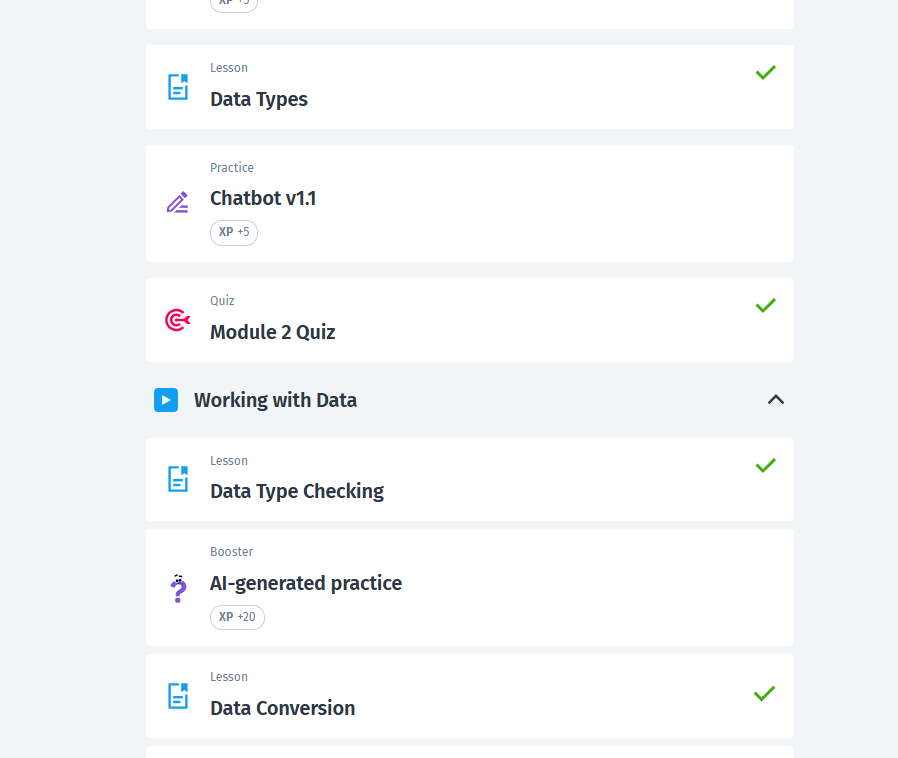 XP +5
Lesson
Data Types
Practice
Chatbot v1.1
XP +5
Quiz
Module 2 Quiz
Working with Data
Lesson
Data Type Checking
Booster
AI-generated practice
XP +20
Lesson
Data Conversion